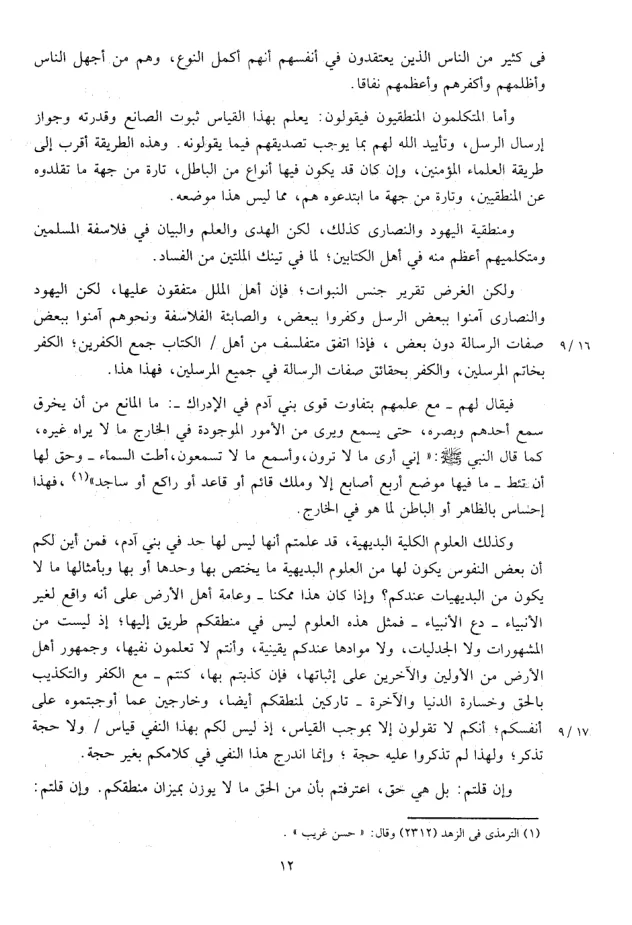 فى كثير من الناس الذين يعتقدون في أنفسهم أنهم أكمل النوع، وهم من أجهل الناس
وأظلمهم وأكفرهم وأعظمهم نفاقا.
وأما المتكلمون المنطقيون فيقولون: يعلم بهذا القياس ثبوت الصانع وقدرته وجواز
إرسال الرسل، وتأييد الله لهم بما يوجب تصديقهم فيما يقولونه. وهذه الطريقة أقرب إلى
طريقة العلماء المؤمنين، وإن كان قد يكون فيها أنواع من الباطل، تارة من جهة ما تقلدوه
عن المنطقيين، وتارة من جهة ما ابتدعوه هم، مما ليس هذا موضعه.
ومنطقية اليهود والنصارى كذلك، لكن الهدى والعلم والبيان في فلاسفة المسلمين
ومتكلميهم أعظم منه في أهل الكتابين؛ لما في تينك الملتين من الفساد.
ولكن الغرض تقرير جنس النبوات؛ فإن أهل الملل متفقون عليها، لكن اليهود
والنصارى آمنوا ببعض الرسل وكفروا ببعض، والصابئة الفلاسفة ونحوهم آمنوا ببعض
صفات الرسالة دون بعض ، فإذا اتفق متفلسف من أهل / الكتاب جمع الكفرين؛ الكفر ٩/١٦
بخاتم المرسلين، والكفر بحقائق صفات الرسالة في جميع المرسلين، فهذا هذا.
فيقال لهم ـ مع علمهم بتفاوت قوى بني آدم في الإدراك ـ: ما المانع من أن يخرق
سمع أحدهم وبصره، حتى يسمع ويرى من الأمور الموجودة في الخارج ما لا يراه غيره،
كما قال النبي ﷺ: «إني أرى ما لا ترون، وأسمع ما لا تسمعون، أطت السماء ـ وحق لها
أن تئط ـ ما فيها موضع أربع أصابع إلا وملك قائم أو قاعد أو راكع أو ساجد»(١) ،فهذا
إحساس بالظاهر أو الباطن لما هو في الخارج.
وكذلك العلوم الكلية البديهية، قد علمتم أنها ليس لها حد في بني آدم، فمن أين لكم
أن بعض النفوس يكون لها من العلوم البديهية ما يختص بها وحدها أو بها وبأمثالها ما لا
يكون من البديهيات عندكم؟ وإذا كان هذا ممكنا ـ وعامة أهل الأرض على أنه واقع لغير
الأنبياء ـ دع الأنبياء ـ فمثل هذه العلوم ليس في منطقكم طريق إليها؛ إذ ليست من
المشهورات ولا الجدليات، ولا موادها عندكم يقينية، وأنتم لا تعلمون نفيها، وجمهور أهل
الأرض من الأولين والآخرين على إثباتها، فإن كذبتم بها، كنتم ـ مع الكفر والتكذيب
بالحق وخسارة الدنيا والآخرة ـ تاركين لمنطقكم أيضا، وخارجين عما أوجبتموه على
أنفسكم؛ أنكم لا تقولون إلا بموجب القياس، إذ ليس لكم بهذا النفي قياس / ولا حجة ٩/١٧
تذكر؛ ولهذا لم تذكروا عليه حجة ؛ وإنما اندرج هذا النفي في كلامكم بغير حجة.
وإن قلتم: بل هي حق، اعترفتم بأن من الحق ما لا يوزن بميزان منطقكم. وإن قلتم:
(١) الترمذى فى الزهد (٢٣١٢) وقال: « حسن غريب » .
١٢